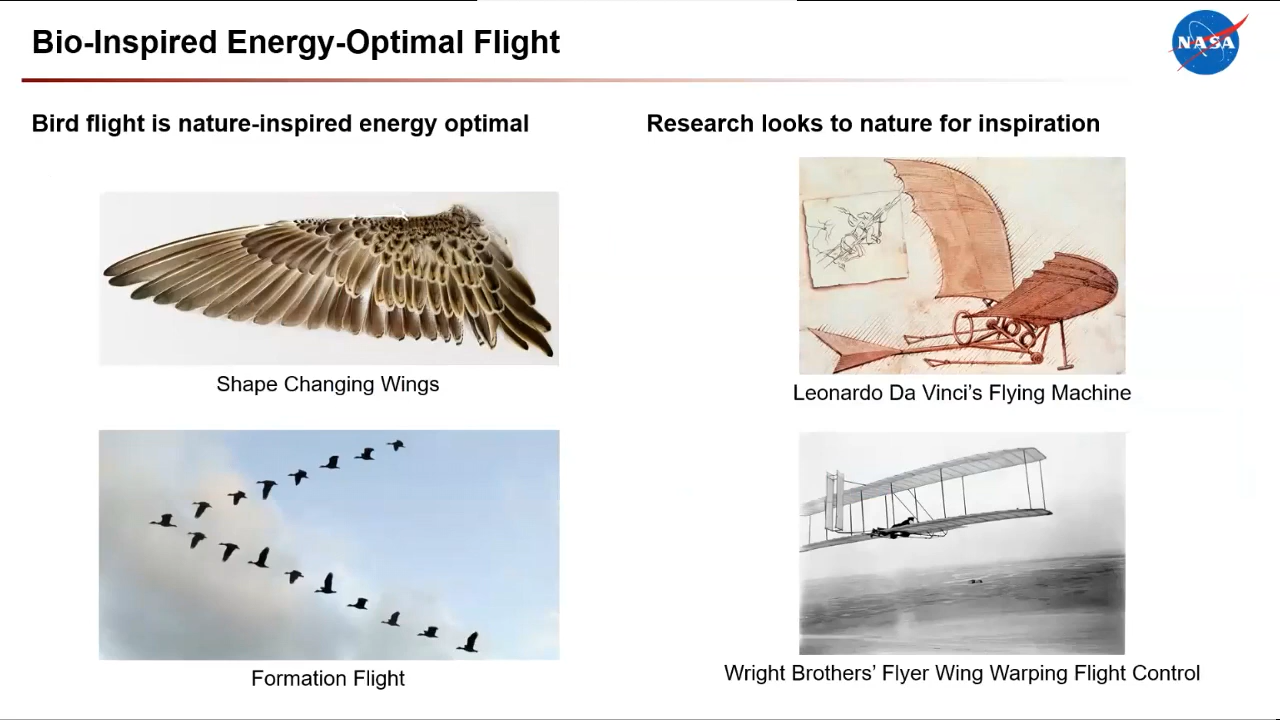 Bio-Inspired Energy-Optimal Flight
NASA
Bird flight is nature-inspired energy optimal
Research looks to nature for inspiration
Shape Changing Wings
Leonardo Da Vinci’s Flying Machine
Formation Flight
Wright Brothers’ Flyer Wing Warping Flight Control